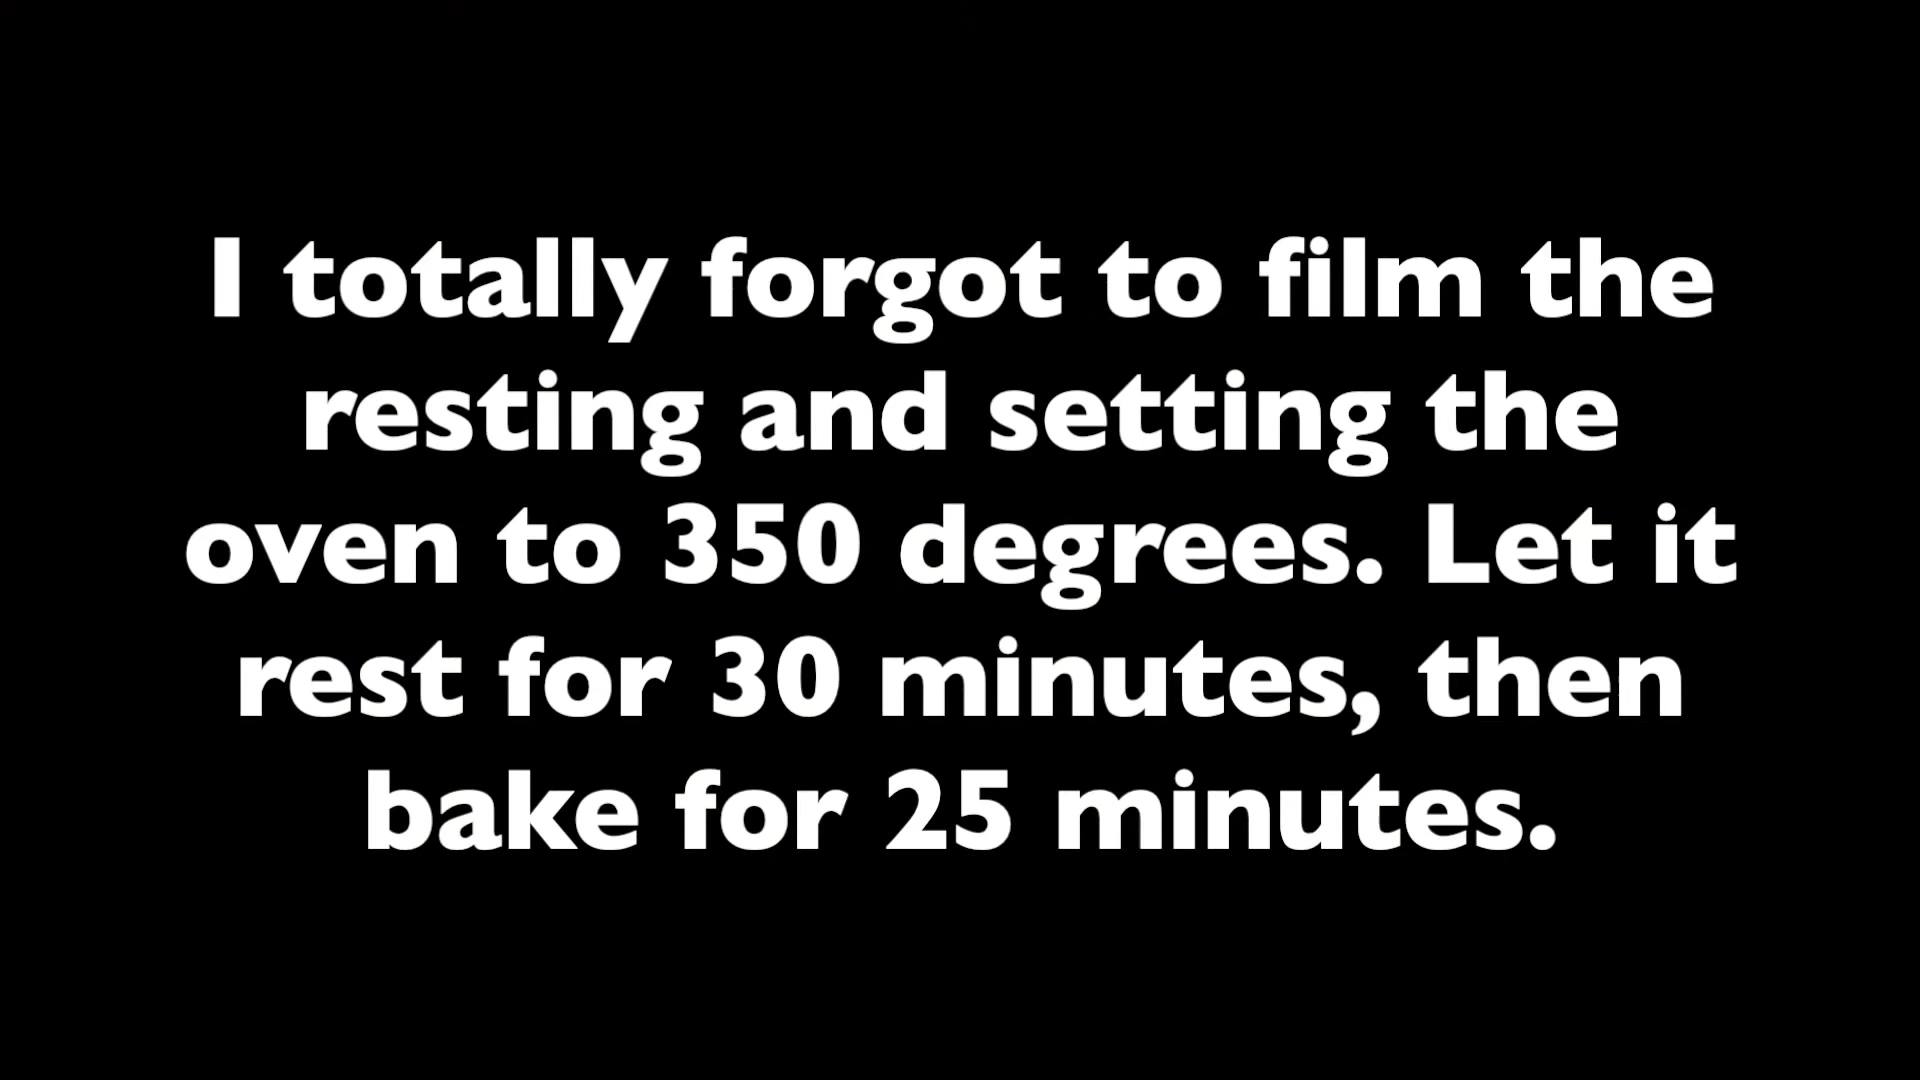 I totally forgot to film the
resting and setting the
oven to 350 degrees. Let it
rest for 30 minutes, then
bake for 25 minutes.